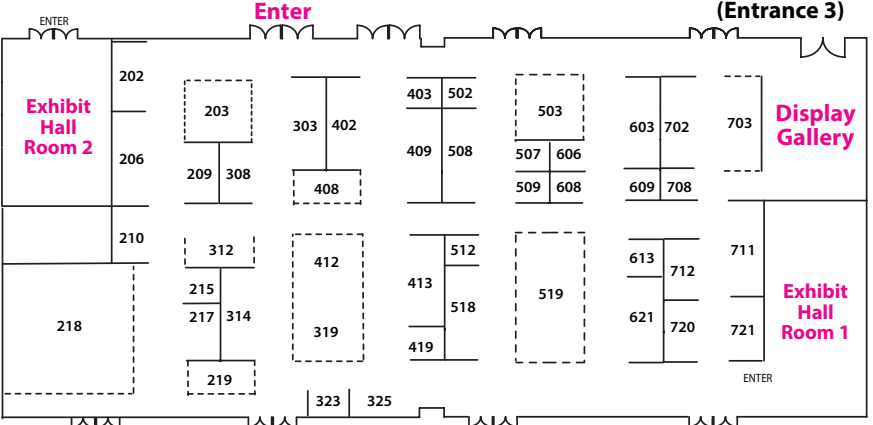 Enter
(Entrance 3)
ENTER
202
403 502
203
503
Exhibit
Hall
Room 2
303 402
603 702
703
Display
Gallery
206
409 508
507 606
209 308
408
509 608
609 708
210
312
412
512
613
711
712
215
413
519
218
217 314
319
518
621
720
721
Exhibit
Hall
Room 1
419
219
ENTER
323 325